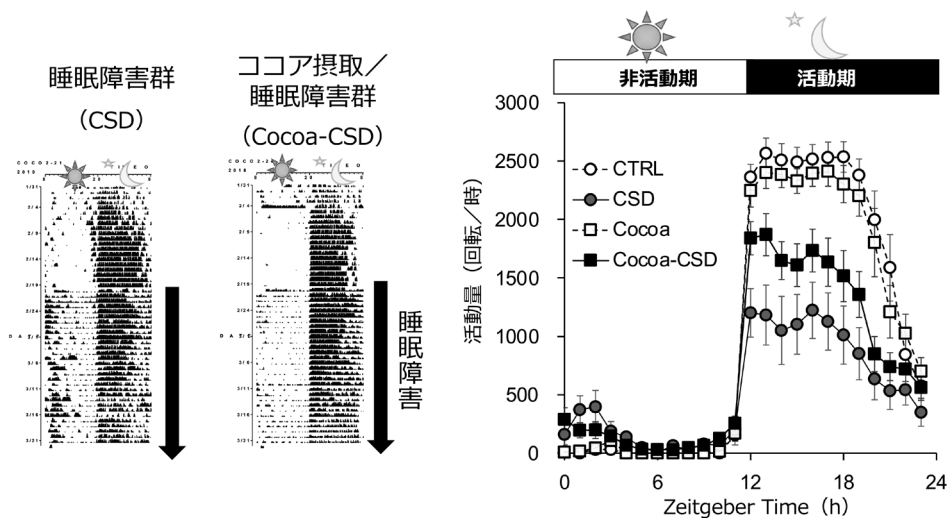 睡眠障害群
（CSD）
ココア摂取／
睡眠障害群
（Cocoa-CSD）
睡眠障害
非活動期
活動期
3000
2500
2000
1500
1000
500
0
活動量（回転／時）
CTRL
CSD
Cocoa
Cocoa-CSD
0
6
12
18
24
Zeitgeber Time（h）